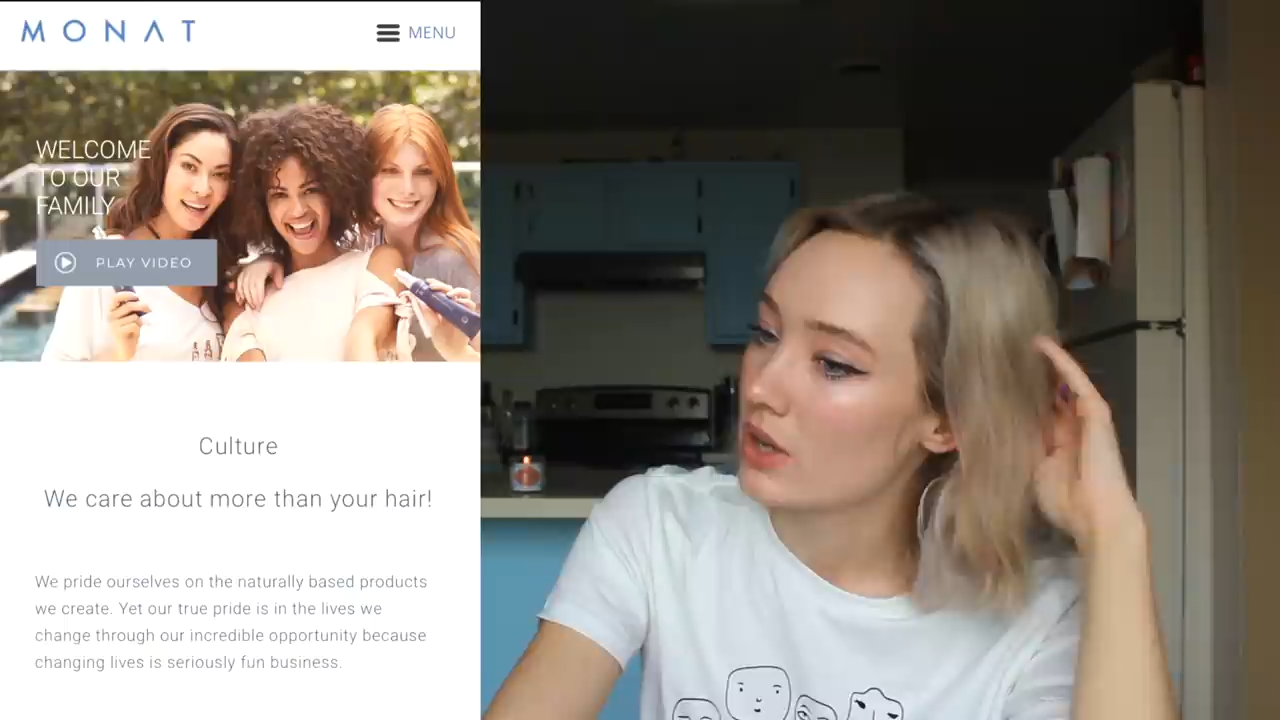 MONAT
MENU
WELCOME
TO OUR
FAMILY
PLAY VIDEO
Culture
We care about more than your hair!
We pride ourselves on the naturally based products
we create. Yet our true pride is in the lives we
change through our incredible opportunity because
changing lives is seriously fun business.